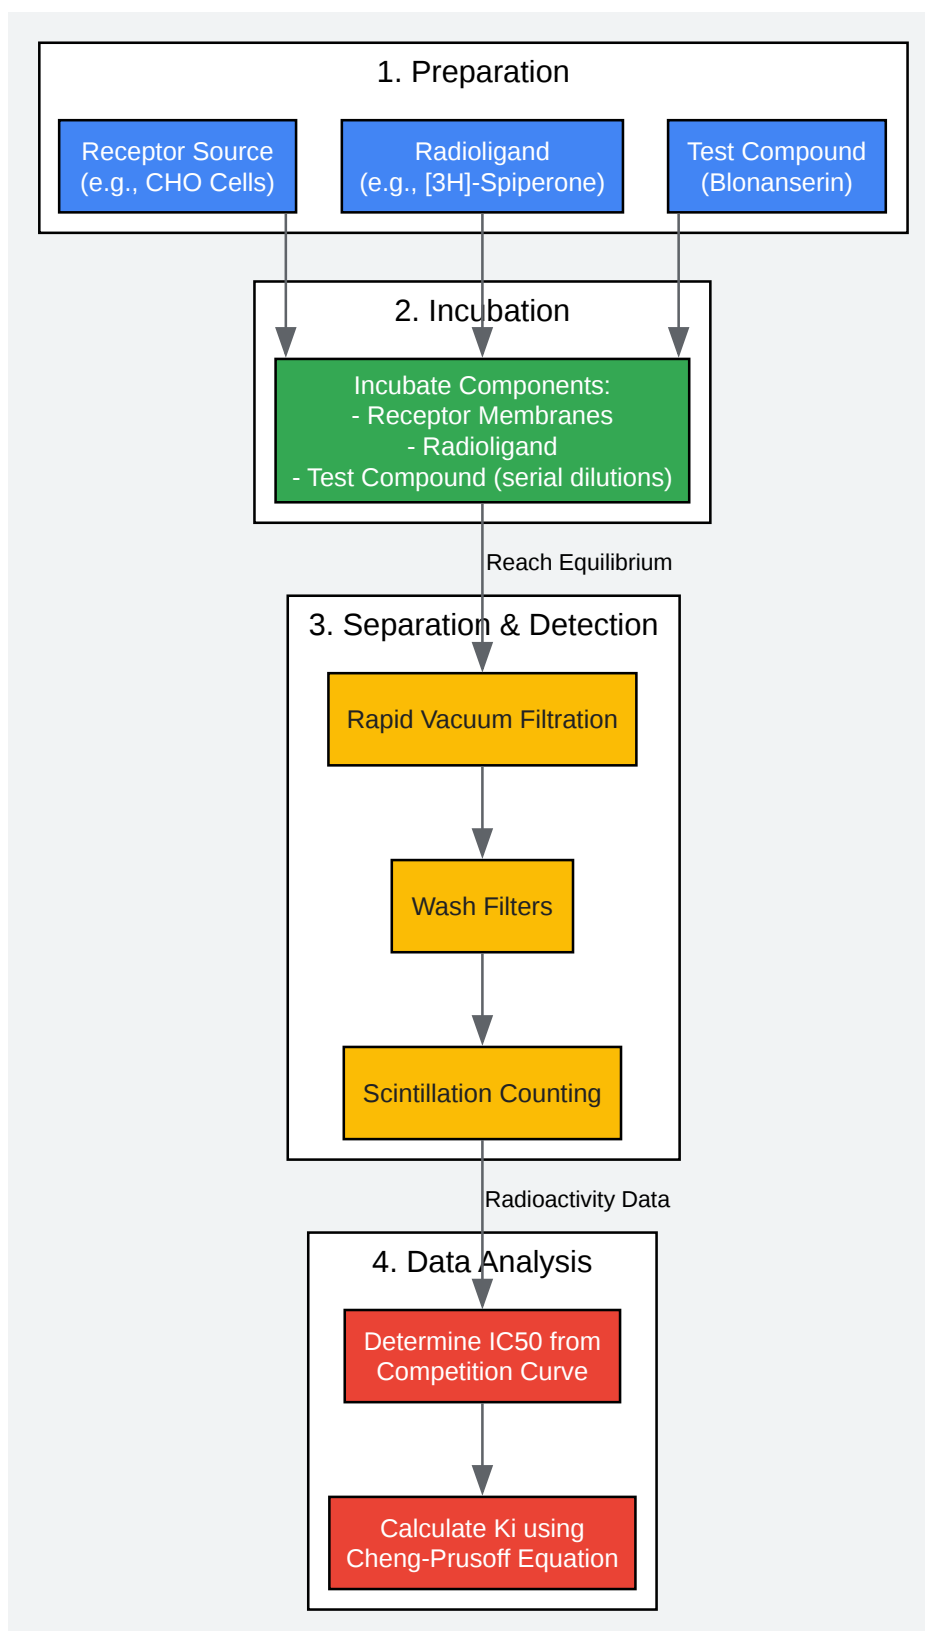 1. Preparation
Receptor Source
(e.g., CHO Cells)
Radioligand
(e.g., [3H]-Spiperone)
Test Compound
(Blonanserin)
2. Incubation
Incubate Components:
- Receptor Membranes
- Radioligand
- Test Compound (serial dilutions)
Reach Equilibrium
3. Separation & Detection
Rapid Vacuum Filtration
Wash Filters
Scintillation Counting
Radioactivity Data
4. Data Analysis
Determine IC50 from
Competition Curve
Calculate Ki using
Cheng-Prusoff Equation